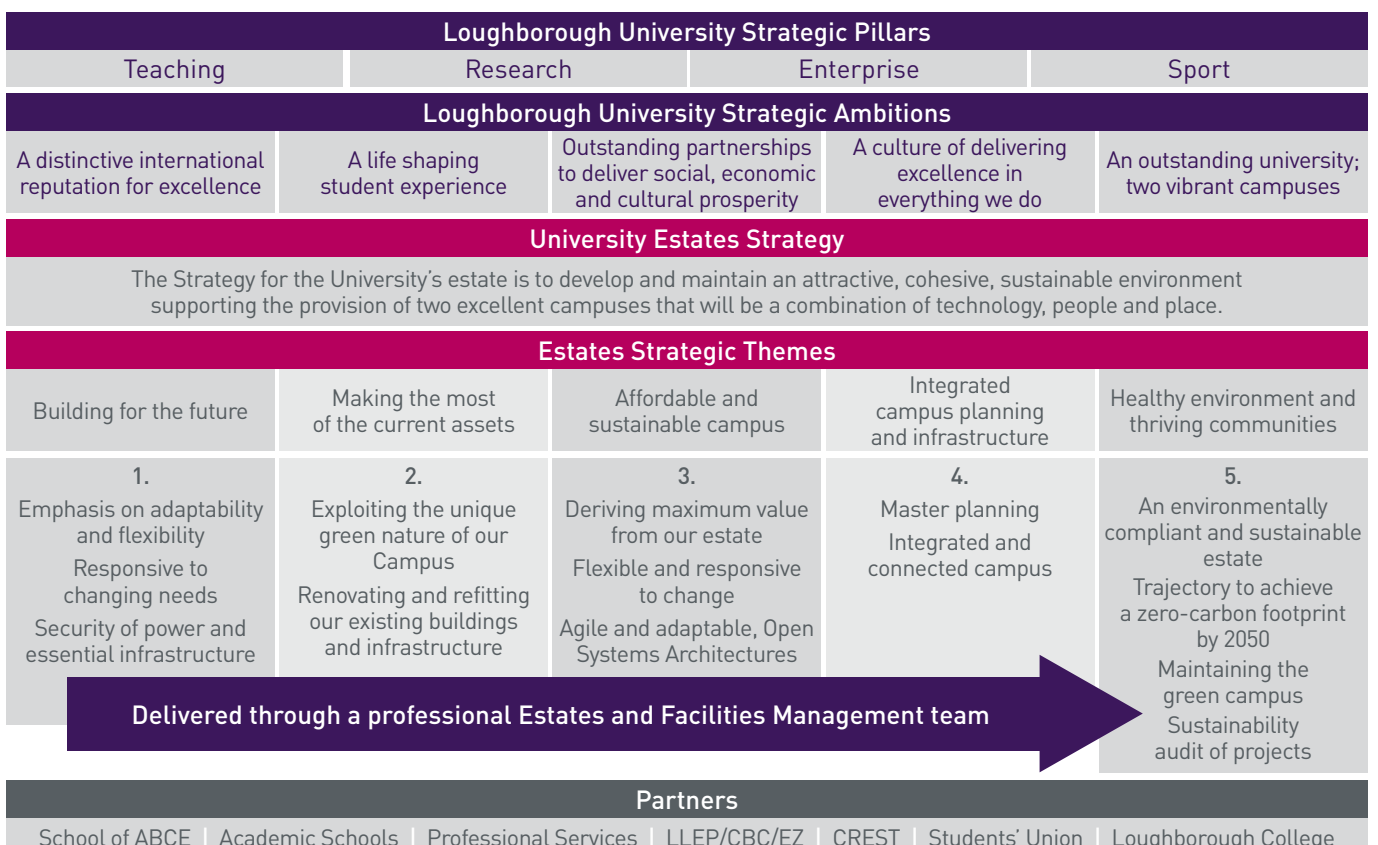 Loughborough University Strategic Pillars
Teaching
Research
Enterprise
Sport
Loughborough University Strategic Ambitions
A distinctive international
reputation for excellence
A life shaping
student experience
Outstanding partnerships
to deliver social, economic
and cultural prosperity
A culture of delivering
excellence in
everything we do
An outstanding university;
two vibrant campuses
University Estates Strategy
The Strategy for the University's estate is to develop and maintain an attractive, cohesive, sustainable environment
supporting the provision of two excellent campuses that will be a combination of technology, people and place.
Estates Strategic Themes
Building for the future
Making the most
of the current assets
Affordable and
sustainable campus
Integrated
campus planning
and infrastructure
Healthy environment and
thriving communities
1.
Emphasis on adaptability
and flexibility
Responsive to
changing needs
Security of power and
essential infrastructure
2.
Exploiting the unique
green nature of our
Campus
Renovating and refitting
our existing buildings
and infrastructure
3.
Deriving maximum value
from our estate
Flexible and responsive
to change
Agile and adaptable, Open
Systems Architectures
4.
Master planning
Integrated and
connected campus
5.
An environmentally
compliant and sustainable
estate
Trajectory to achieve
a zero-carbon footprint
by 2050
Maintaining the
green campus
Sustainability
audit of projects
Delivered through a professional Estates and Facilities Management team
Partners
School of ABCE | Academic Schools | Professional Services | LLEP/CBC/EZ | CREST | Students' Union | Loughborough College